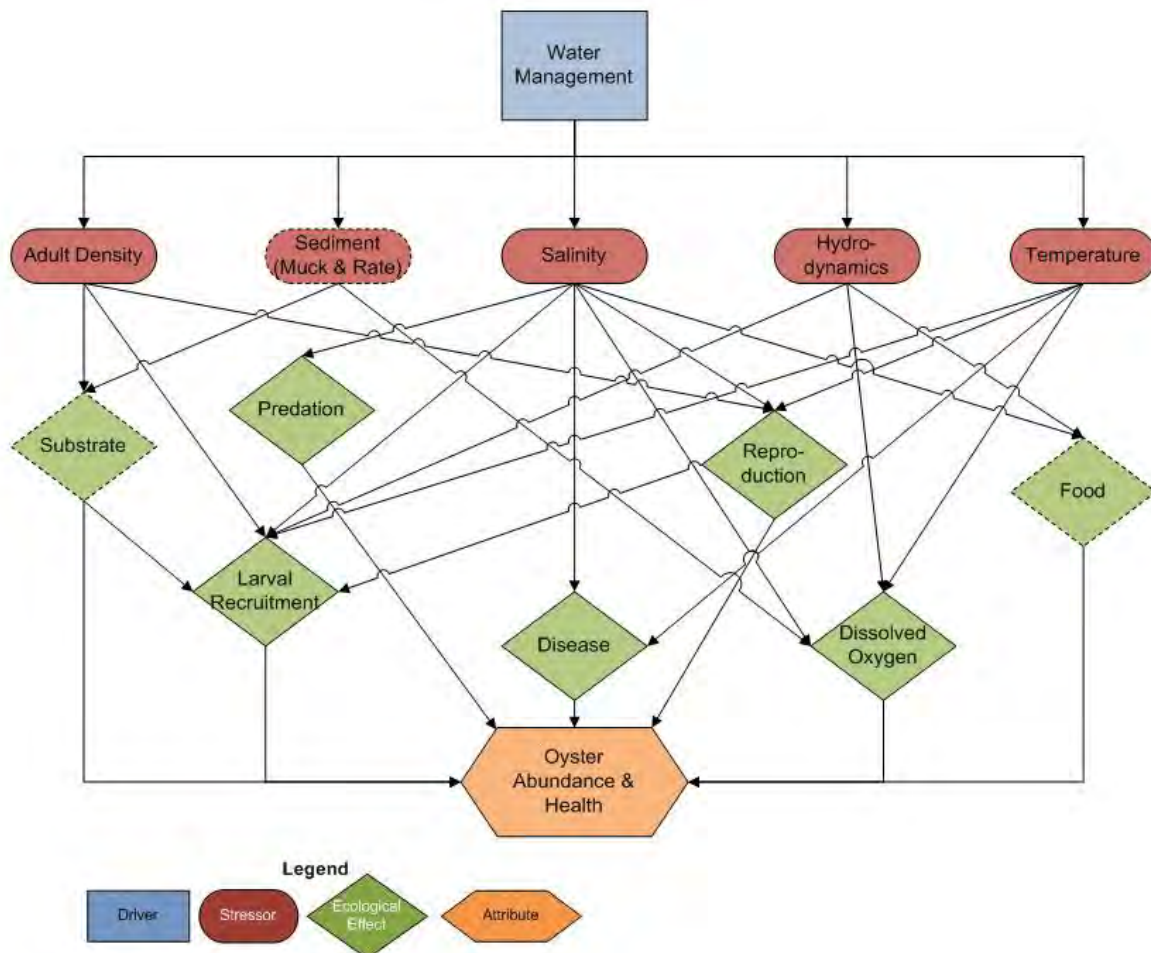 Water
Management
Adult Density
Sediment
(Muck & Rate)
Salinity
Hydro-
dynamics
Temperature
Predation
Substrate
Repro-
duction
Food
Larval
Recruitment
Disease
Dissolved
Oxygen
Oyster
Abundance &
Health
Legend
Driver
Stressor
Ecological
Effect
Attribute